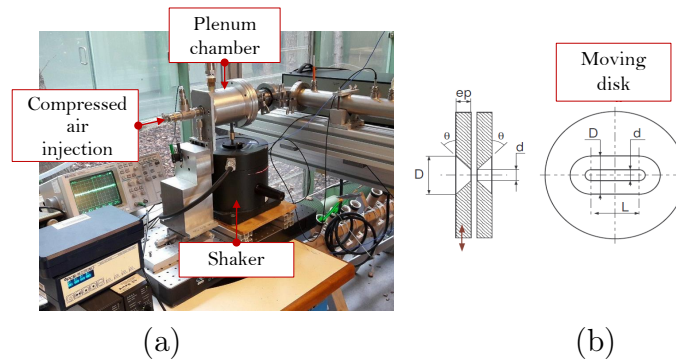 Plenum
chamber
Compressed
air
injection
Shaker
(a)
ep
θ
θ
D
d
Moving
disk
D
d
L
(b)